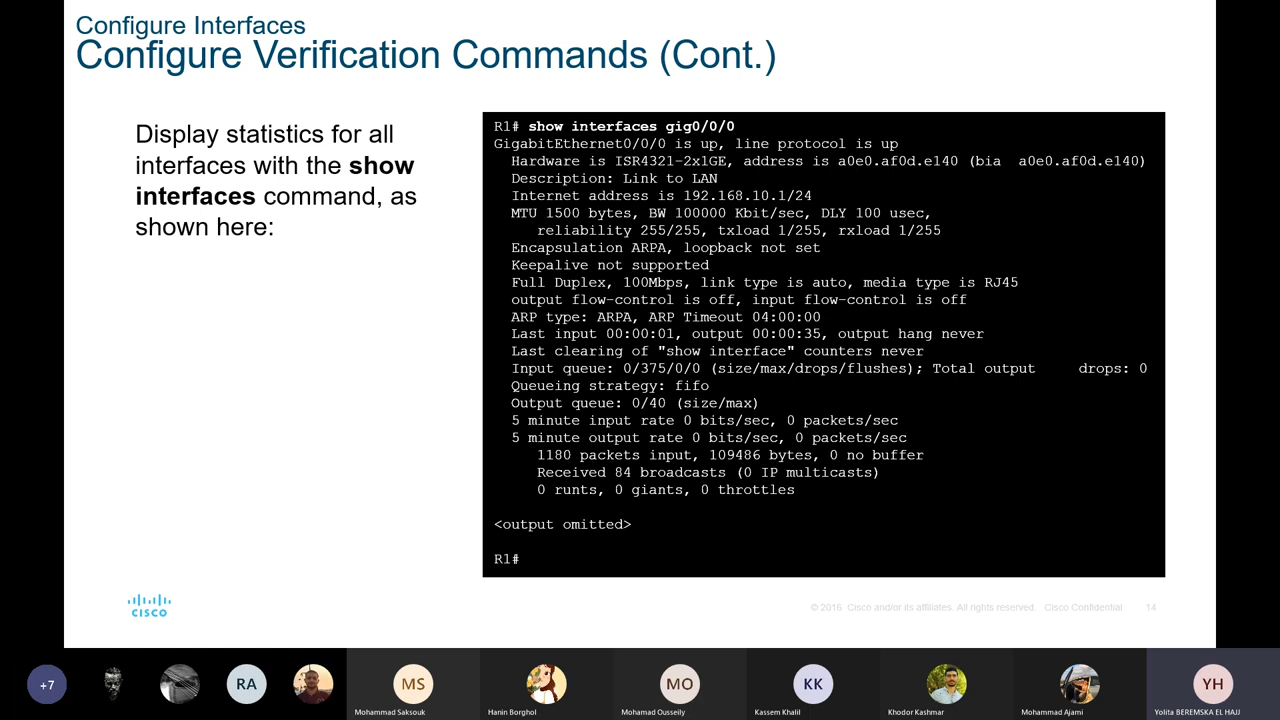 Configure Interfaces
Configure Verification Commands (Cont.)
Display statistics for all
interfaces with the show
interfaces command, as
shown here:
R1# show interfaces gig0/0/0
GigabitEthernet0/0/0 is up, line protocol is up
Hardware is ISR4321-2x1GE, address is a0e0.af0d.e140 (bia a0e0.af0d.e140)
Description: Link to LAN
Internet address is 192.168.10.1/24
MTU 1500 bytes, BW 100000 Kbit/sec, DLY 100 usec,
reliability 255/255, txload 1/255, rxload 1/255
Encapsulation ARPA, loopback not set
Keepalive not supported
Full Duplex, 100Mbps, link type is auto, media type is RJ45
output flow-control is off, input flow-control is off
ARP type: ARPA, ARP Timeout 04:00:00
Last input 00:00:01, output 00:00:35, output hang never
Last clearing of "show interface" counters never
Input queue: 0/375/0/0 (size/max/drops/flushes); Total output drops: 0
Queueing strategy: fifo
Output queue: 0/40 (size/max)
5 minute input rate 0 bits/sec, 0 packets/sec
5 minute output rate 0 bits/sec, 0 packets/sec
1180 packets input, 109486 bytes, 0 no buffer
Received 84 broadcasts (0 IP multicasts)
0 runts, 0 giants, 0 throttles
<output omitted>
R1#
CISCO
© 2016 Cisco and/or its affiliates. All rights reserved. Cisco Confidential 14
+7
RA
MS
MO
KK
YH
Mohammad Saksouk
Hanin Borghol
Mohamad Ousseily
Kassem Khalil
Khodor Kashmar
Mohammad Ajami
Yolita BEREMSKA EL HAJJ